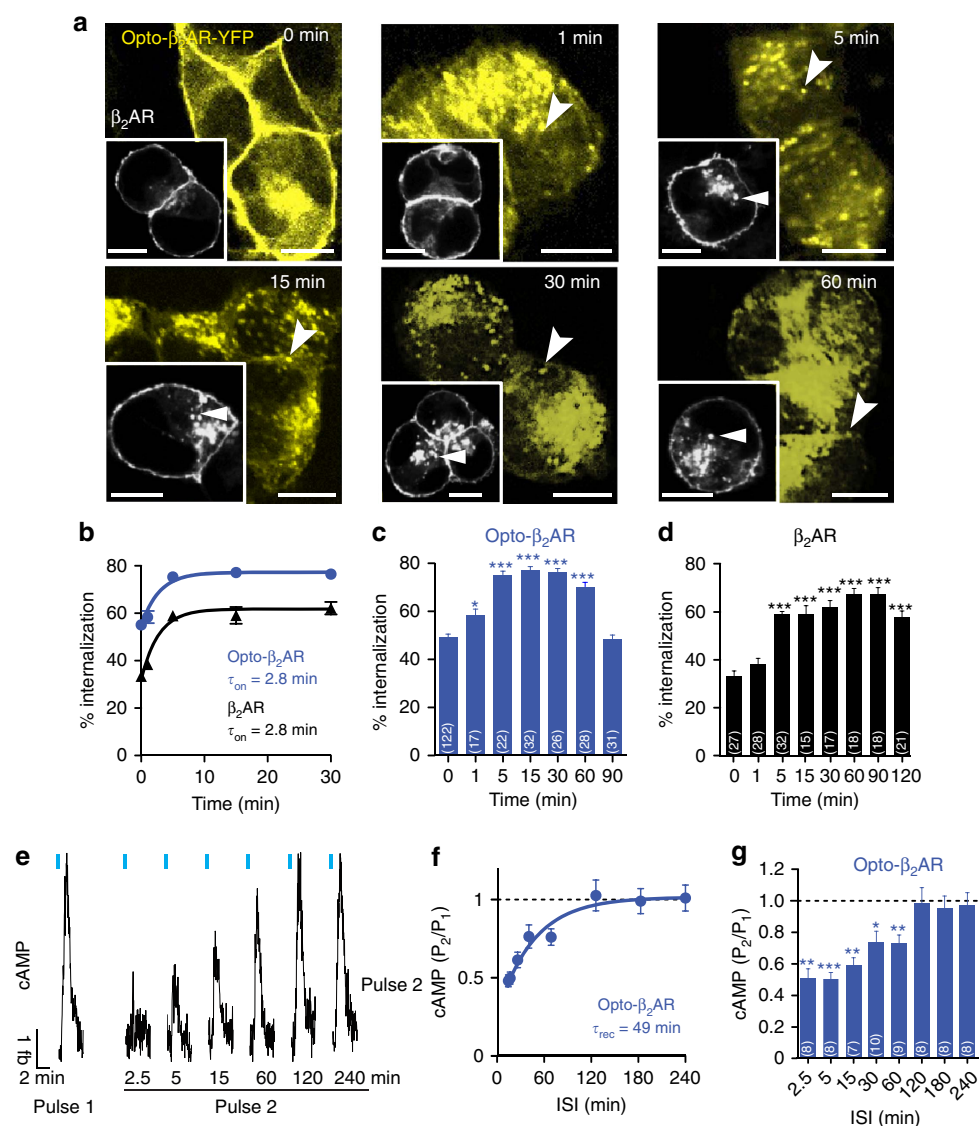 a
Opto-β₂AR-YFP
0 min
1 min
5 min
β₂AR
15 min
30 min
60 min
b
80
60
40
20
0
% internalization
Opto-β₂AR
τon = 2.8 min
β₂AR
τon = 2.8 min
0 10 20 30
Time (min)
c
Opto-β₂AR
80
60
40
20
0
% internalization
* *** *** *** ***
(122) (17) (22) (32) (26) (28) (31)
0 1 5 15 30 60 90
Time (min)
d
β₂AR
80
60
40
20
0
% internalization
*** *** *** *** *** ***
(27) (28) (32) (15) (17) (18) (18) (21)
0 1 5 15 30 60 90 120
Time (min)
e
cAMP
1 fb
2 min
Pulse 2
2.5 5 15 60 120 240 min
Pulse 1
Pulse 2
f
1
0.5
0
cAMP (P₂/P₁)
Opto-β₂AR
τrec = 49 min
0 60 120 180 240
ISI (min)
g
Opto-β₂AR
1.2
1.0
0.8
0.6
0.4
0.2
0
cAMP (P₂/P₁)
** *** ** * **
(8) (8) (7) (10) (9) (8) (8) (8)
2.5 5 15 30 60 120 180 240
ISI (min)